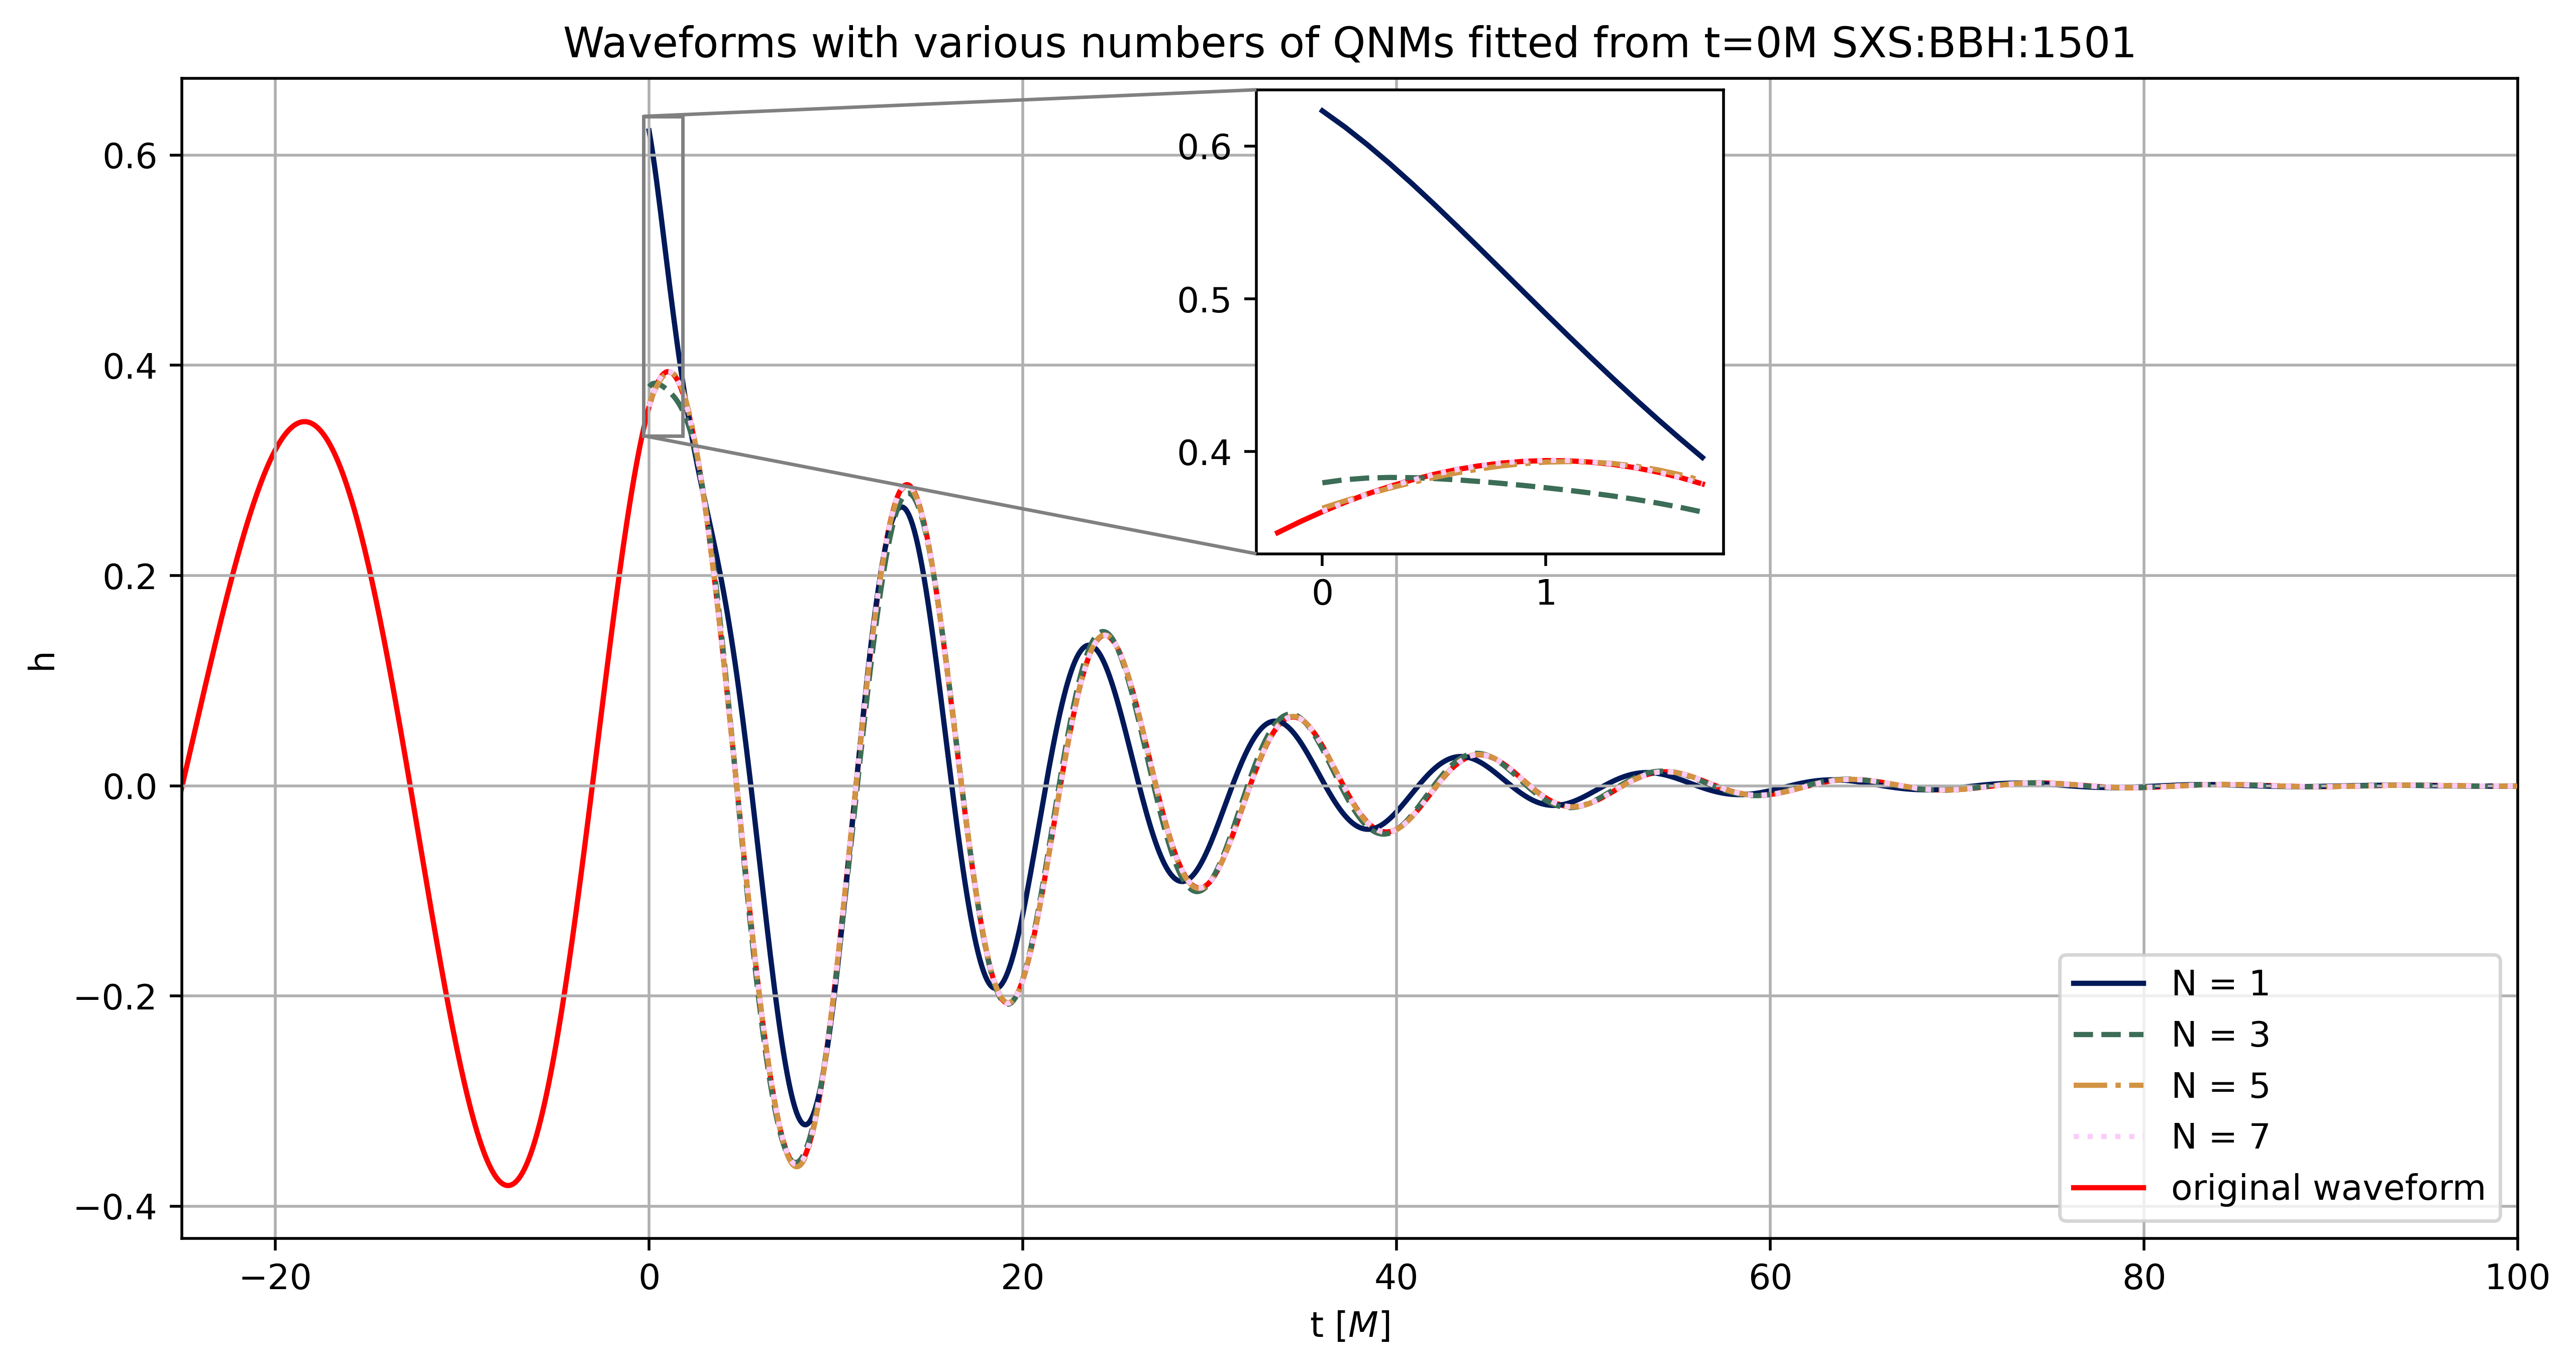 Waveforms with various numbers of QNMs fitted from t=0M SXS:BBH:1501
h
0.6
0.4
0.2
0.0
−0.2
−0.4
0.6
0.5
0.4
0
1
N = 1
N = 3
N = 5
N = 7
original waveform
−20
0
20
40
60
80
100
t [M]